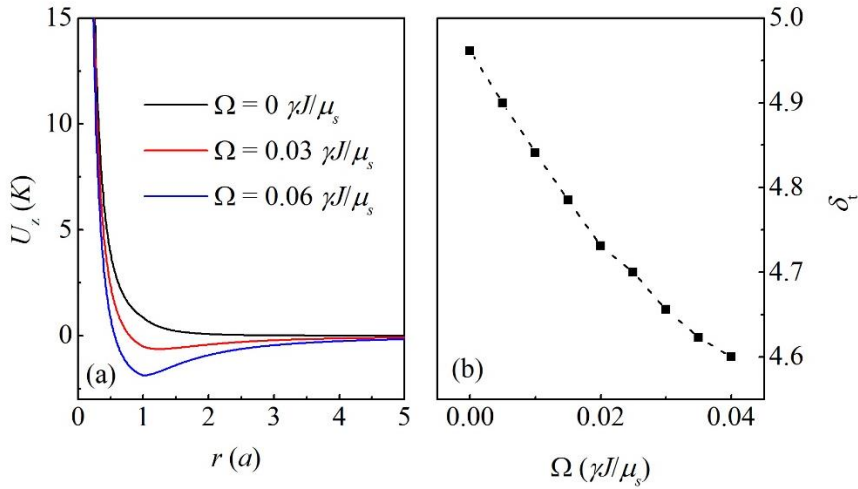 15
10
5
0
U_z (K)
Ω = 0 γJ/μ_s
Ω = 0.03 γJ/μ_s
Ω = 0.06 γJ/μ_s
(a)
0 1 2 3 4 5
r (a)
(b)
0.00 0.02 0.04
Ω (γJ/μ_s)
5.0
4.9
4.8
4.7
4.6
δ_t